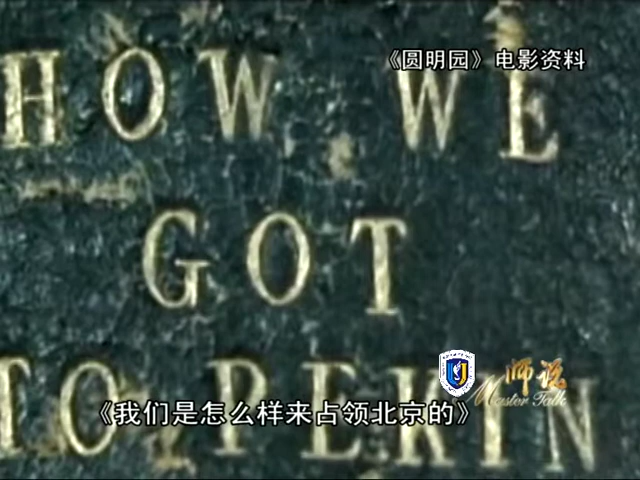 《圆明园》电影资料
HOW WE
GOT
TO PEKIN
师说
Master Talk
《我们是怎么样来占领北京的》